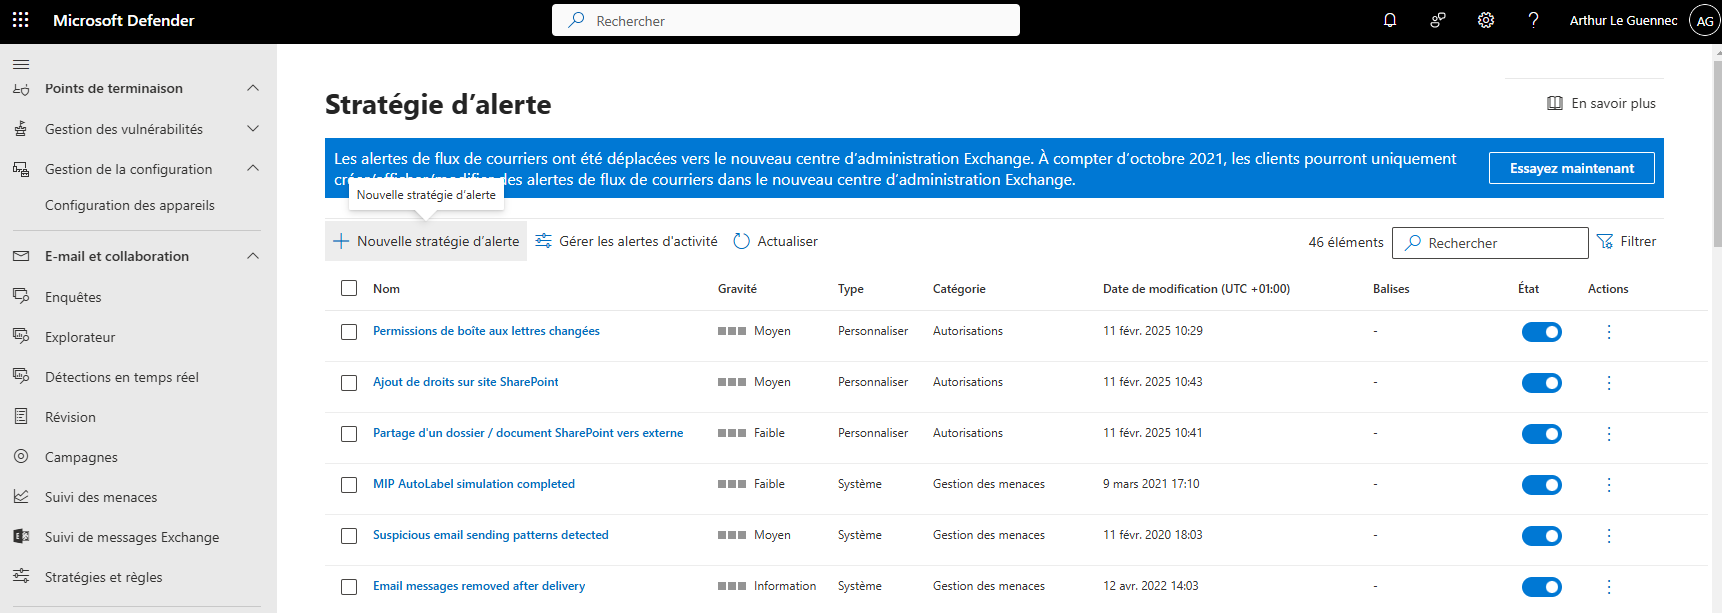 Microsoft Defender
Rechercher
Arthur Le Guennec
AG
Points de terminaison
Gestion des vulnérabilités
Gestion de la configuration
Configuration des appareils
E-mail et collaboration
Enquêtes
Explorateur
Détections en temps réel
Révision
Campagnes
Suivi des menaces
Suivi de messages Exchange
Stratégies et règles
Stratégie d’alerte
En savoir plus
Les alertes de flux de courriers ont été déplacées vers le nouveau centre d’administration Exchange. À compter d’octobre 2021, les clients pourront uniquement
des alertes de flux de courriers dans le nouveau centre d’administration Exchange.
Essayez maintenant
Nouvelle stratégie d’alerte
Nouvelle stratégie d’alerte
Gérer les alertes d'activité
Actualiser
46 éléments
Rechercher
Filtrer
Nom Gravité Type Catégorie Date de modification (UTC +01:00) Balises État Actions
Permissions de boîte aux lettres changées Moyen Personnaliser Autorisations 11 févr. 2025 10:29 -
Ajout de droits sur site SharePoint Moyen Personnaliser Autorisations 11 févr. 2025 10:43 -
Partage d'un dossier / document SharePoint vers externe Faible Personnaliser Autorisations 11 févr. 2025 10:41 -
MIP AutoLabel simulation completed Faible Système Gestion des menaces 9 mars 2021 17:10 -
Suspicious email sending patterns detected Moyen Système Gestion des menaces 11 févr. 2020 18:03 -
Email messages removed after delivery Information Système Gestion des menaces 12 avr. 2022 14:03 -